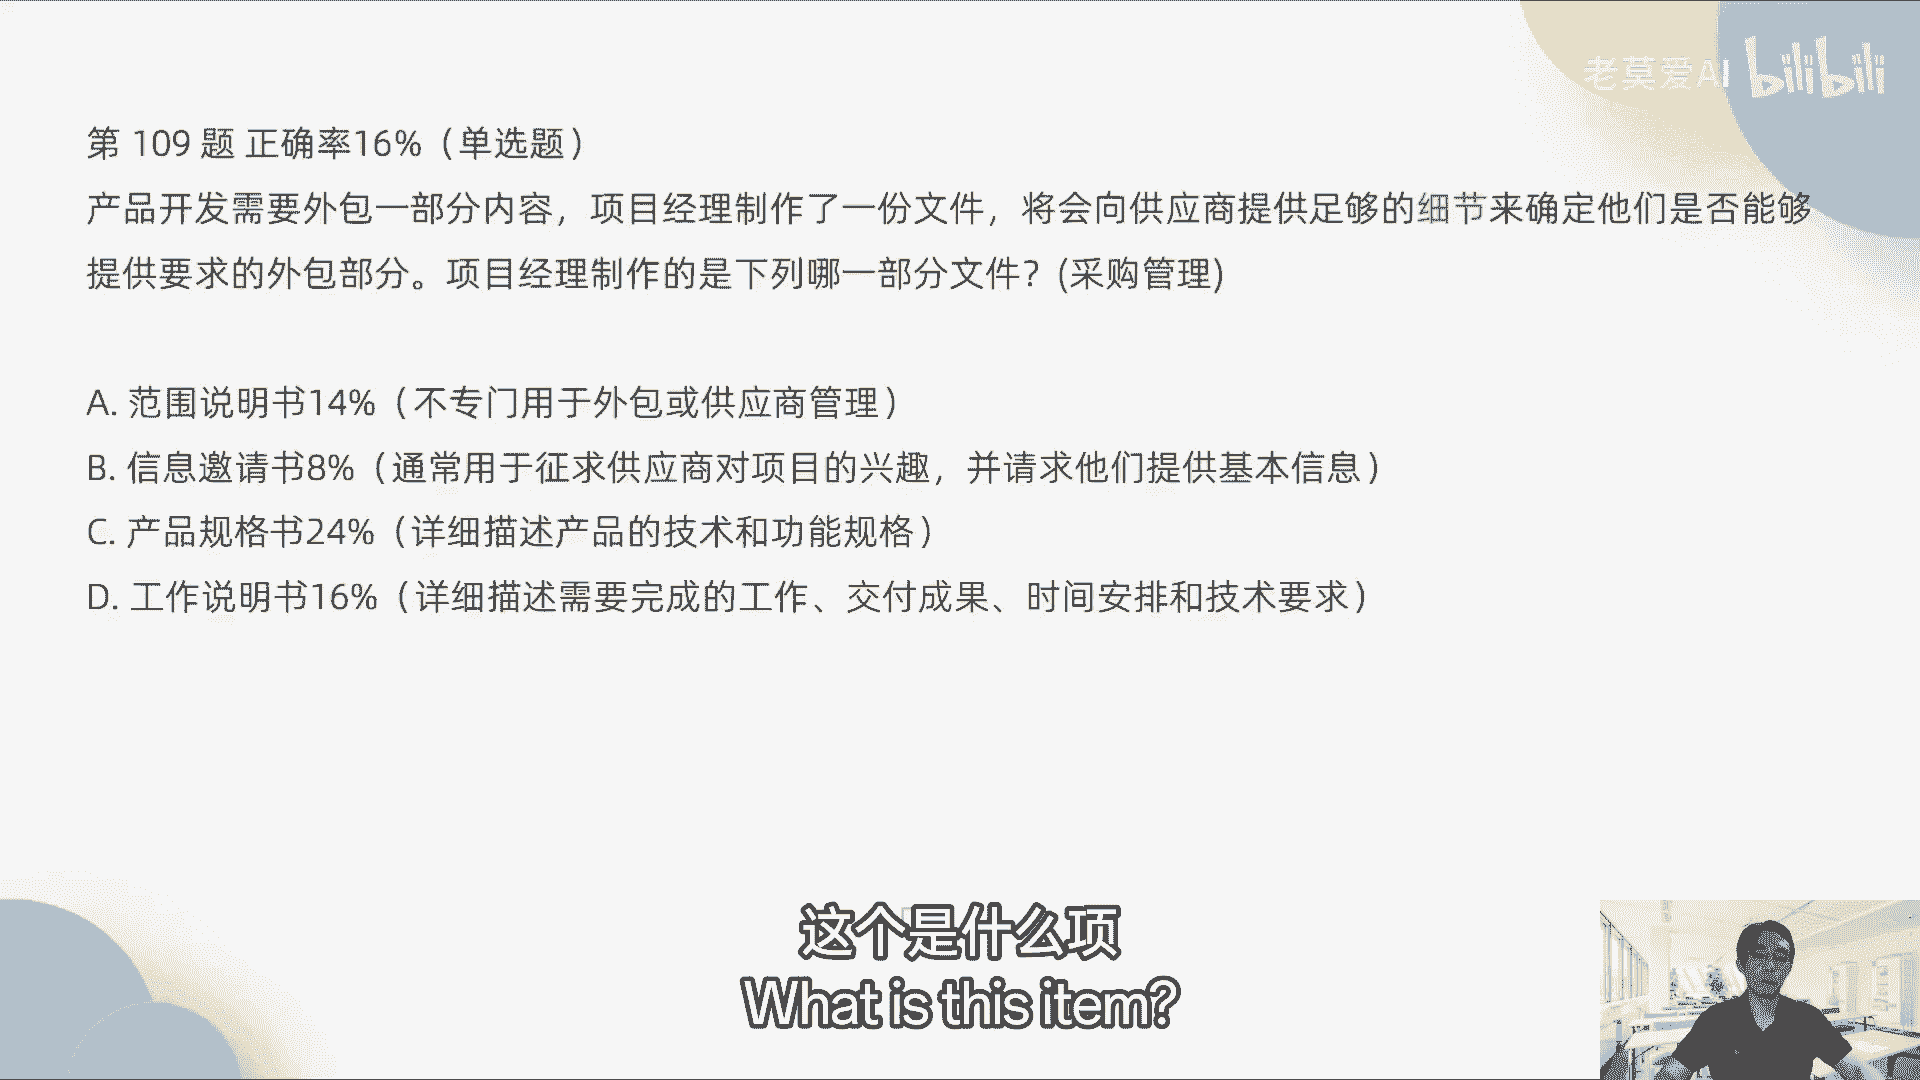 老莫爱AI bilibili
第 109 题 正确率16%（单选题）
产品开发需要外包一部分内容，项目经理制作了一份文件，将会向供应商提供足够的细节来确定他们是否能够
提供要求的外包部分。项目经理制作的是下列哪一部分文件？(采购管理)
A. 范围说明书14%（不专门用于外包或供应商管理）
B. 信息邀请书8%（通常用于征求供应商对项目的兴趣，并请求他们提供基本信息）
C. 产品规格书24%（详细描述产品的技术和功能规格）
D. 工作说明书16%（详细描述需要完成的工作、交付成果、时间安排和技术要求）
这个是什么项
What is this item?